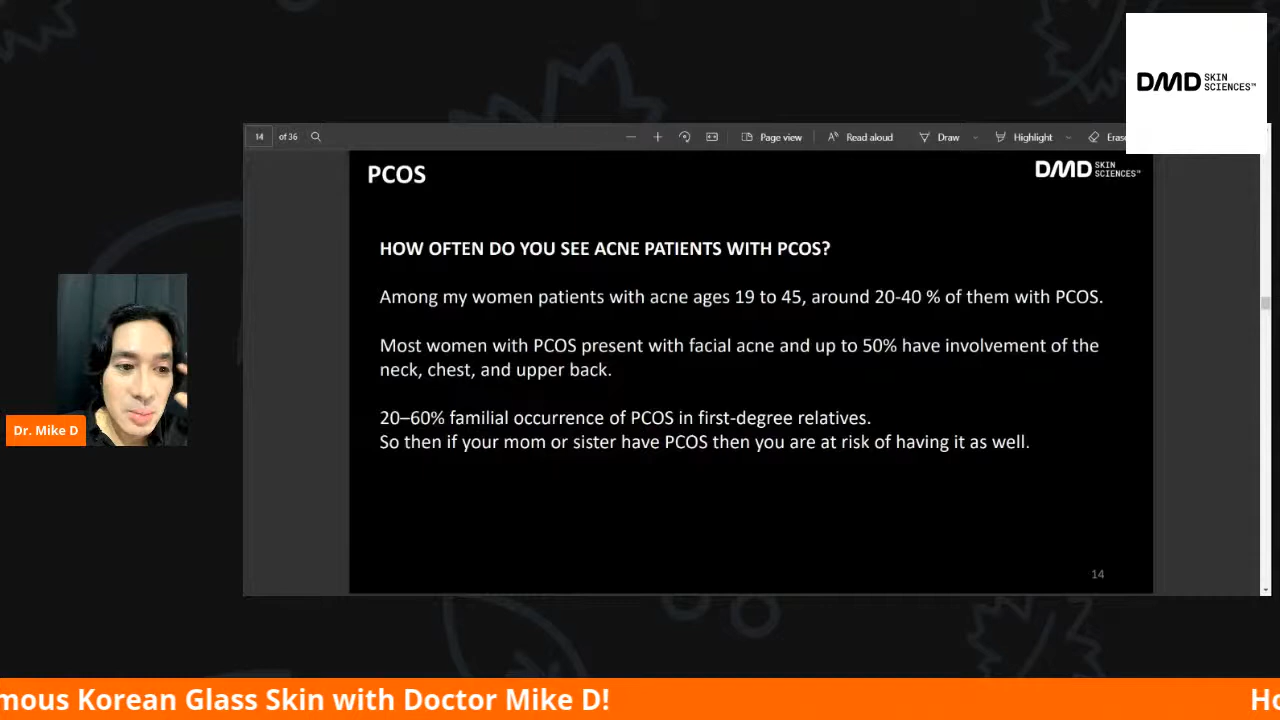 DMD SKIN SCIENCES™
14 of 36 Page view Read aloud Draw Highlight
PCOS
DMD SKIN SCIENCES™
HOW OFTEN DO YOU SEE ACNE PATIENTS WITH PCOS?
Among my women patients with acne ages 19 to 45, around 20-40 % of them with PCOS.
Most women with PCOS present with facial acne and up to 50% have involvement of the
neck, chest, and upper back.
20–60% familial occurrence of PCOS in first-degree relatives.
So then if your mom or sister have PCOS then you are at risk of having it as well.
14
Dr. Mike D
Korean Glass Skin with Doctor Mike D!